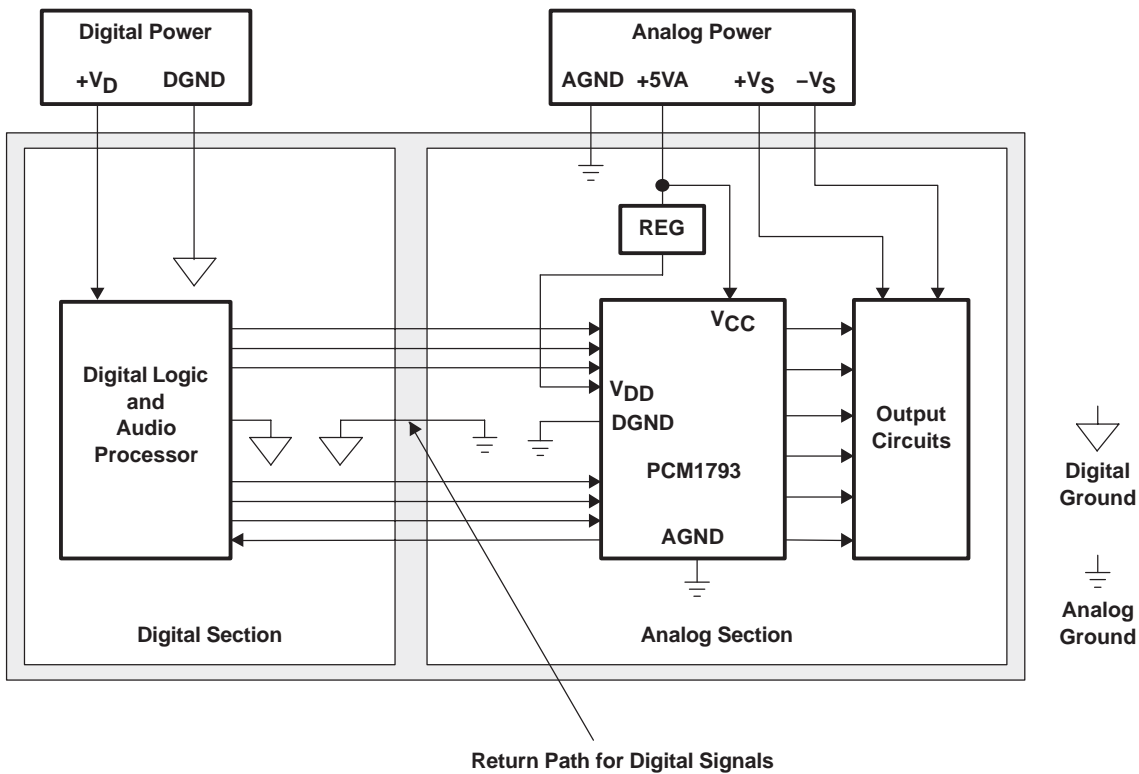 Digital Power
+VD DGND
Analog Power
AGND +5VA +VS –VS
REG
VCC
VDD
DGND
PCM1793
AGND
Digital Logic
and
Audio
Processor
Output
Circuits
Digital
Ground
Analog
Ground
Digital Section
Analog Section
Return Path for Digital Signals